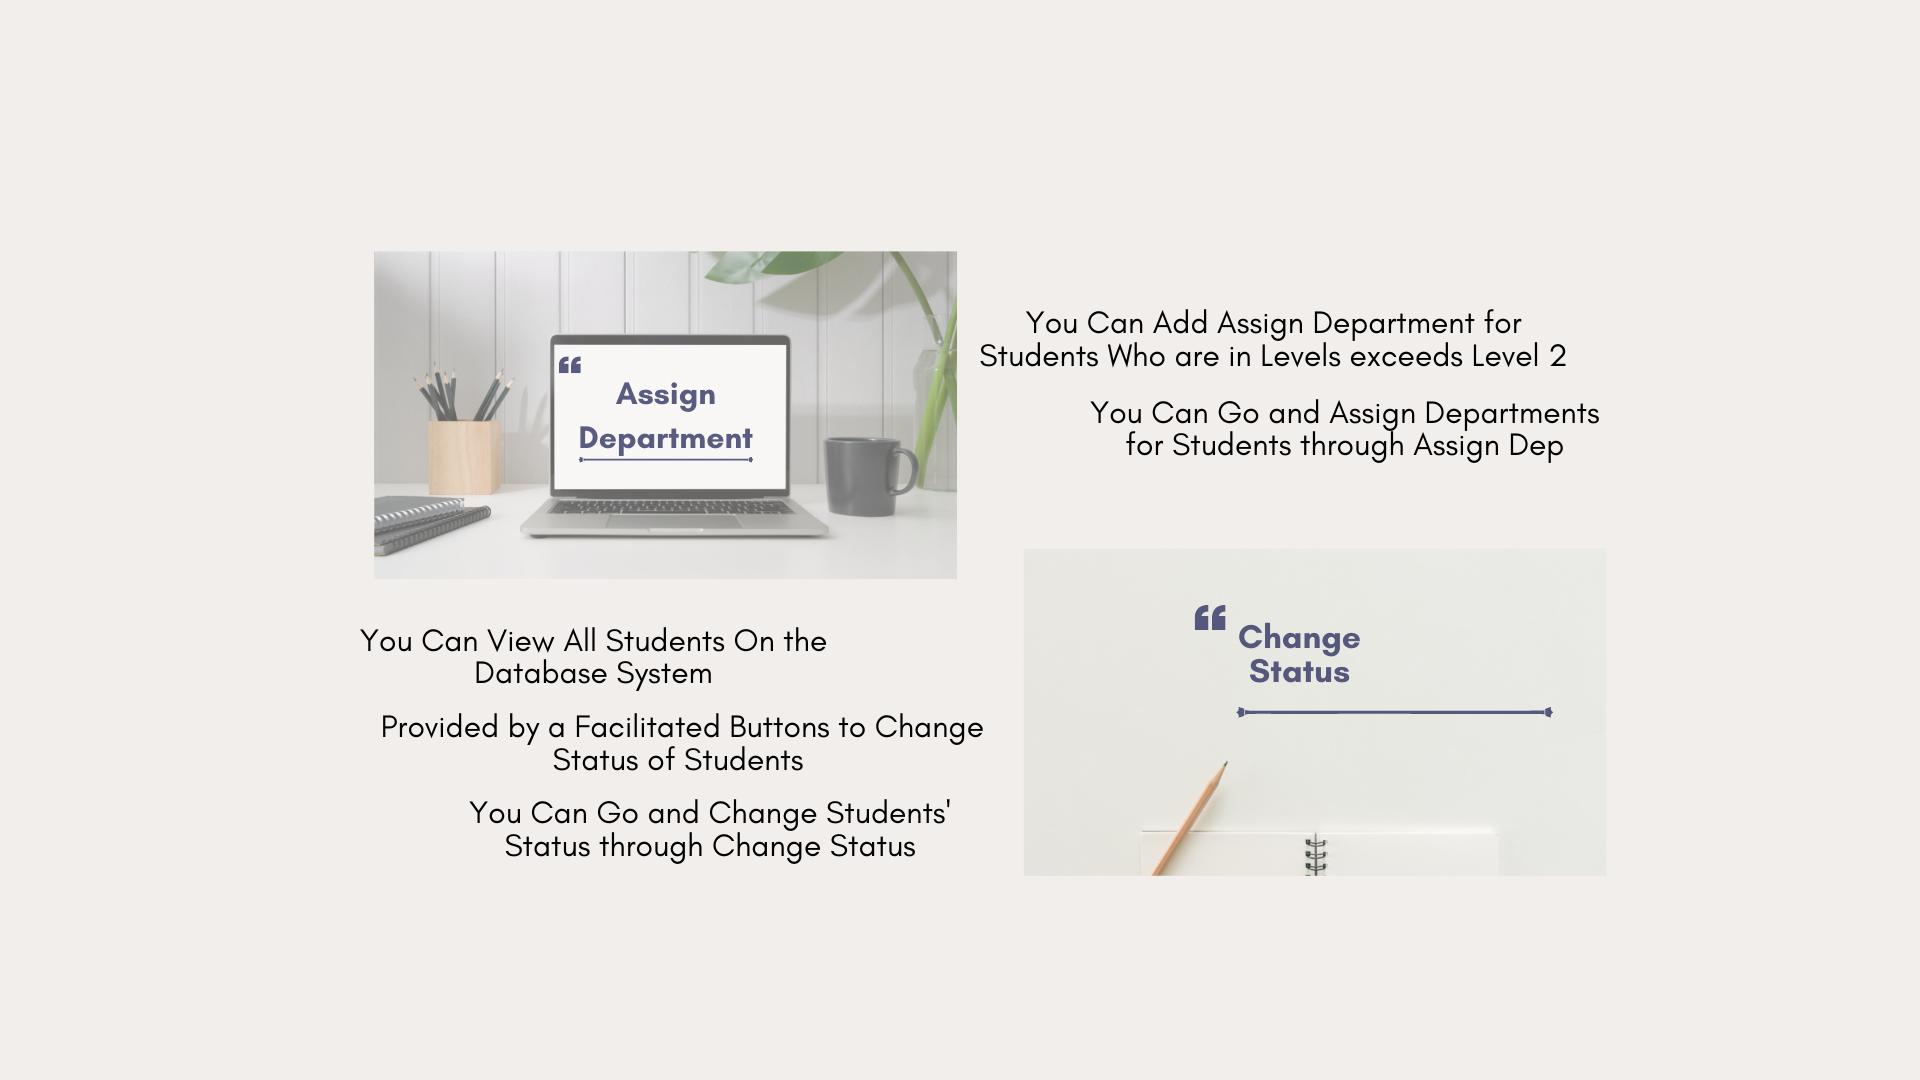 “
Assign
Department
You Can Add Assign Department for
Students Who are in Levels exceeds Level 2
You Can Go and Assign Departments
for Students through Assign Dep
You Can View All Students On the
Database System
Provided by a Facilitated Buttons to Change
Status of Students
You Can Go and Change Students'
Status through Change Status
“
Change
Status